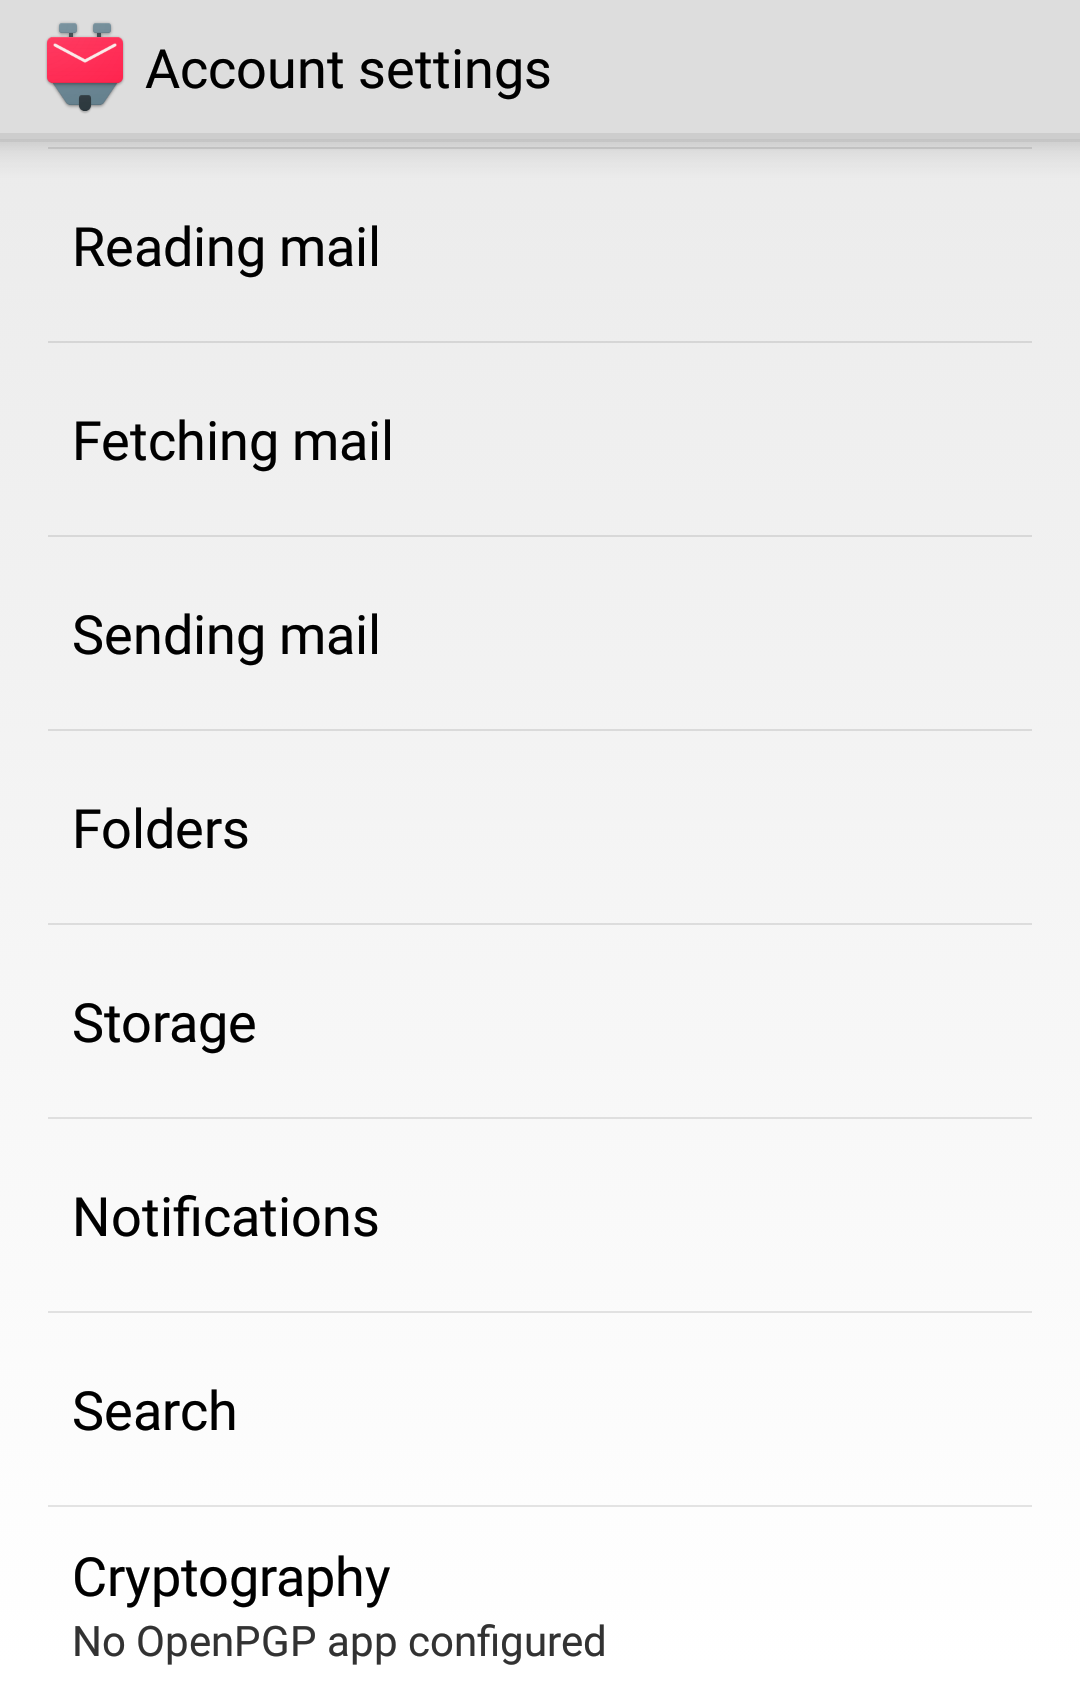 Account settings
Reading mail
Fetching mail
Sending mail
Folders
Storage
Notifications
Search
Cryptography
No OpenPGP app configured